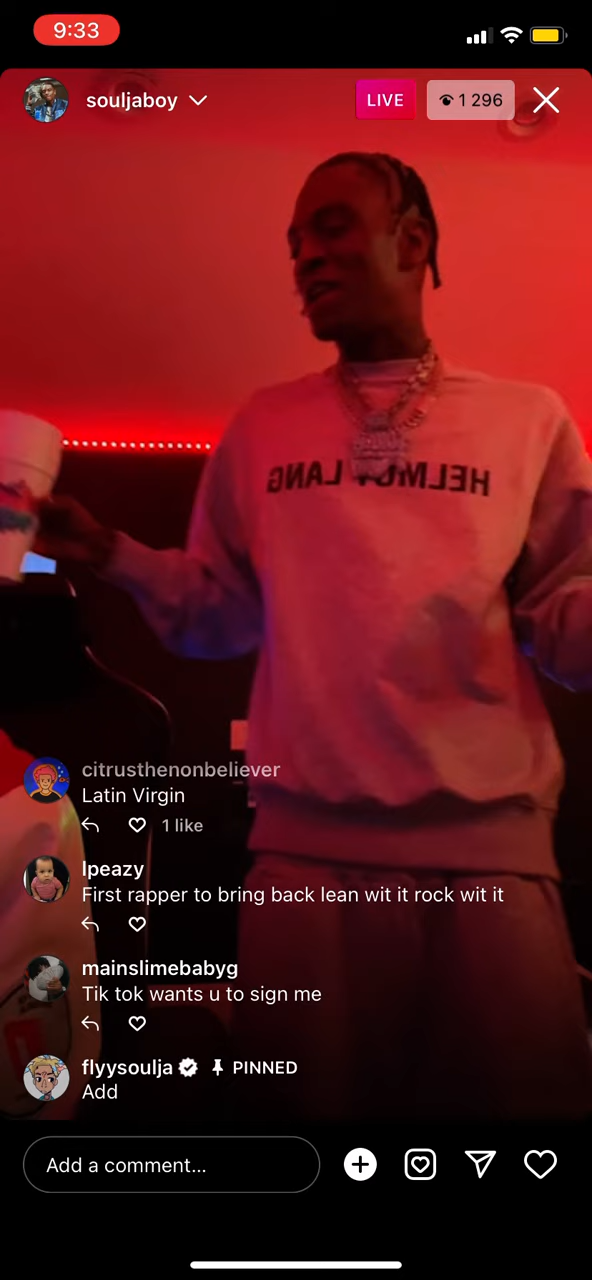 9:33
souljaboy
LIVE
1 296
HELMUT LANG
citrusthenonbeliever
Latin Virgin
1 like
lpeazy
First rapper to bring back lean wit it rock wit it
mainslimebabyg
Tik tok wants u to sign me
flyysoulja PINNED
Add
Add a comment...